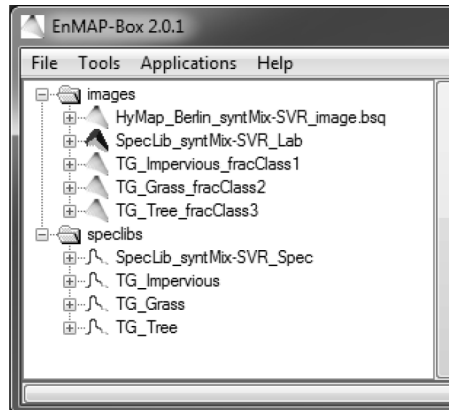 EnMAP-Box 2.0.1
File Tools Applications Help
images
HyMap_Berlin_syntMix-SVR_image.bsq
SpecLib_syntMix-SVR_Lab
TG_Impervious_fracClass1
TG_Grass_fracClass2
TG_Tree_fracClass3
speclibs
SpecLib_syntMix-SVR_Spec
TG_Impervious
TG_Grass
TG_Tree